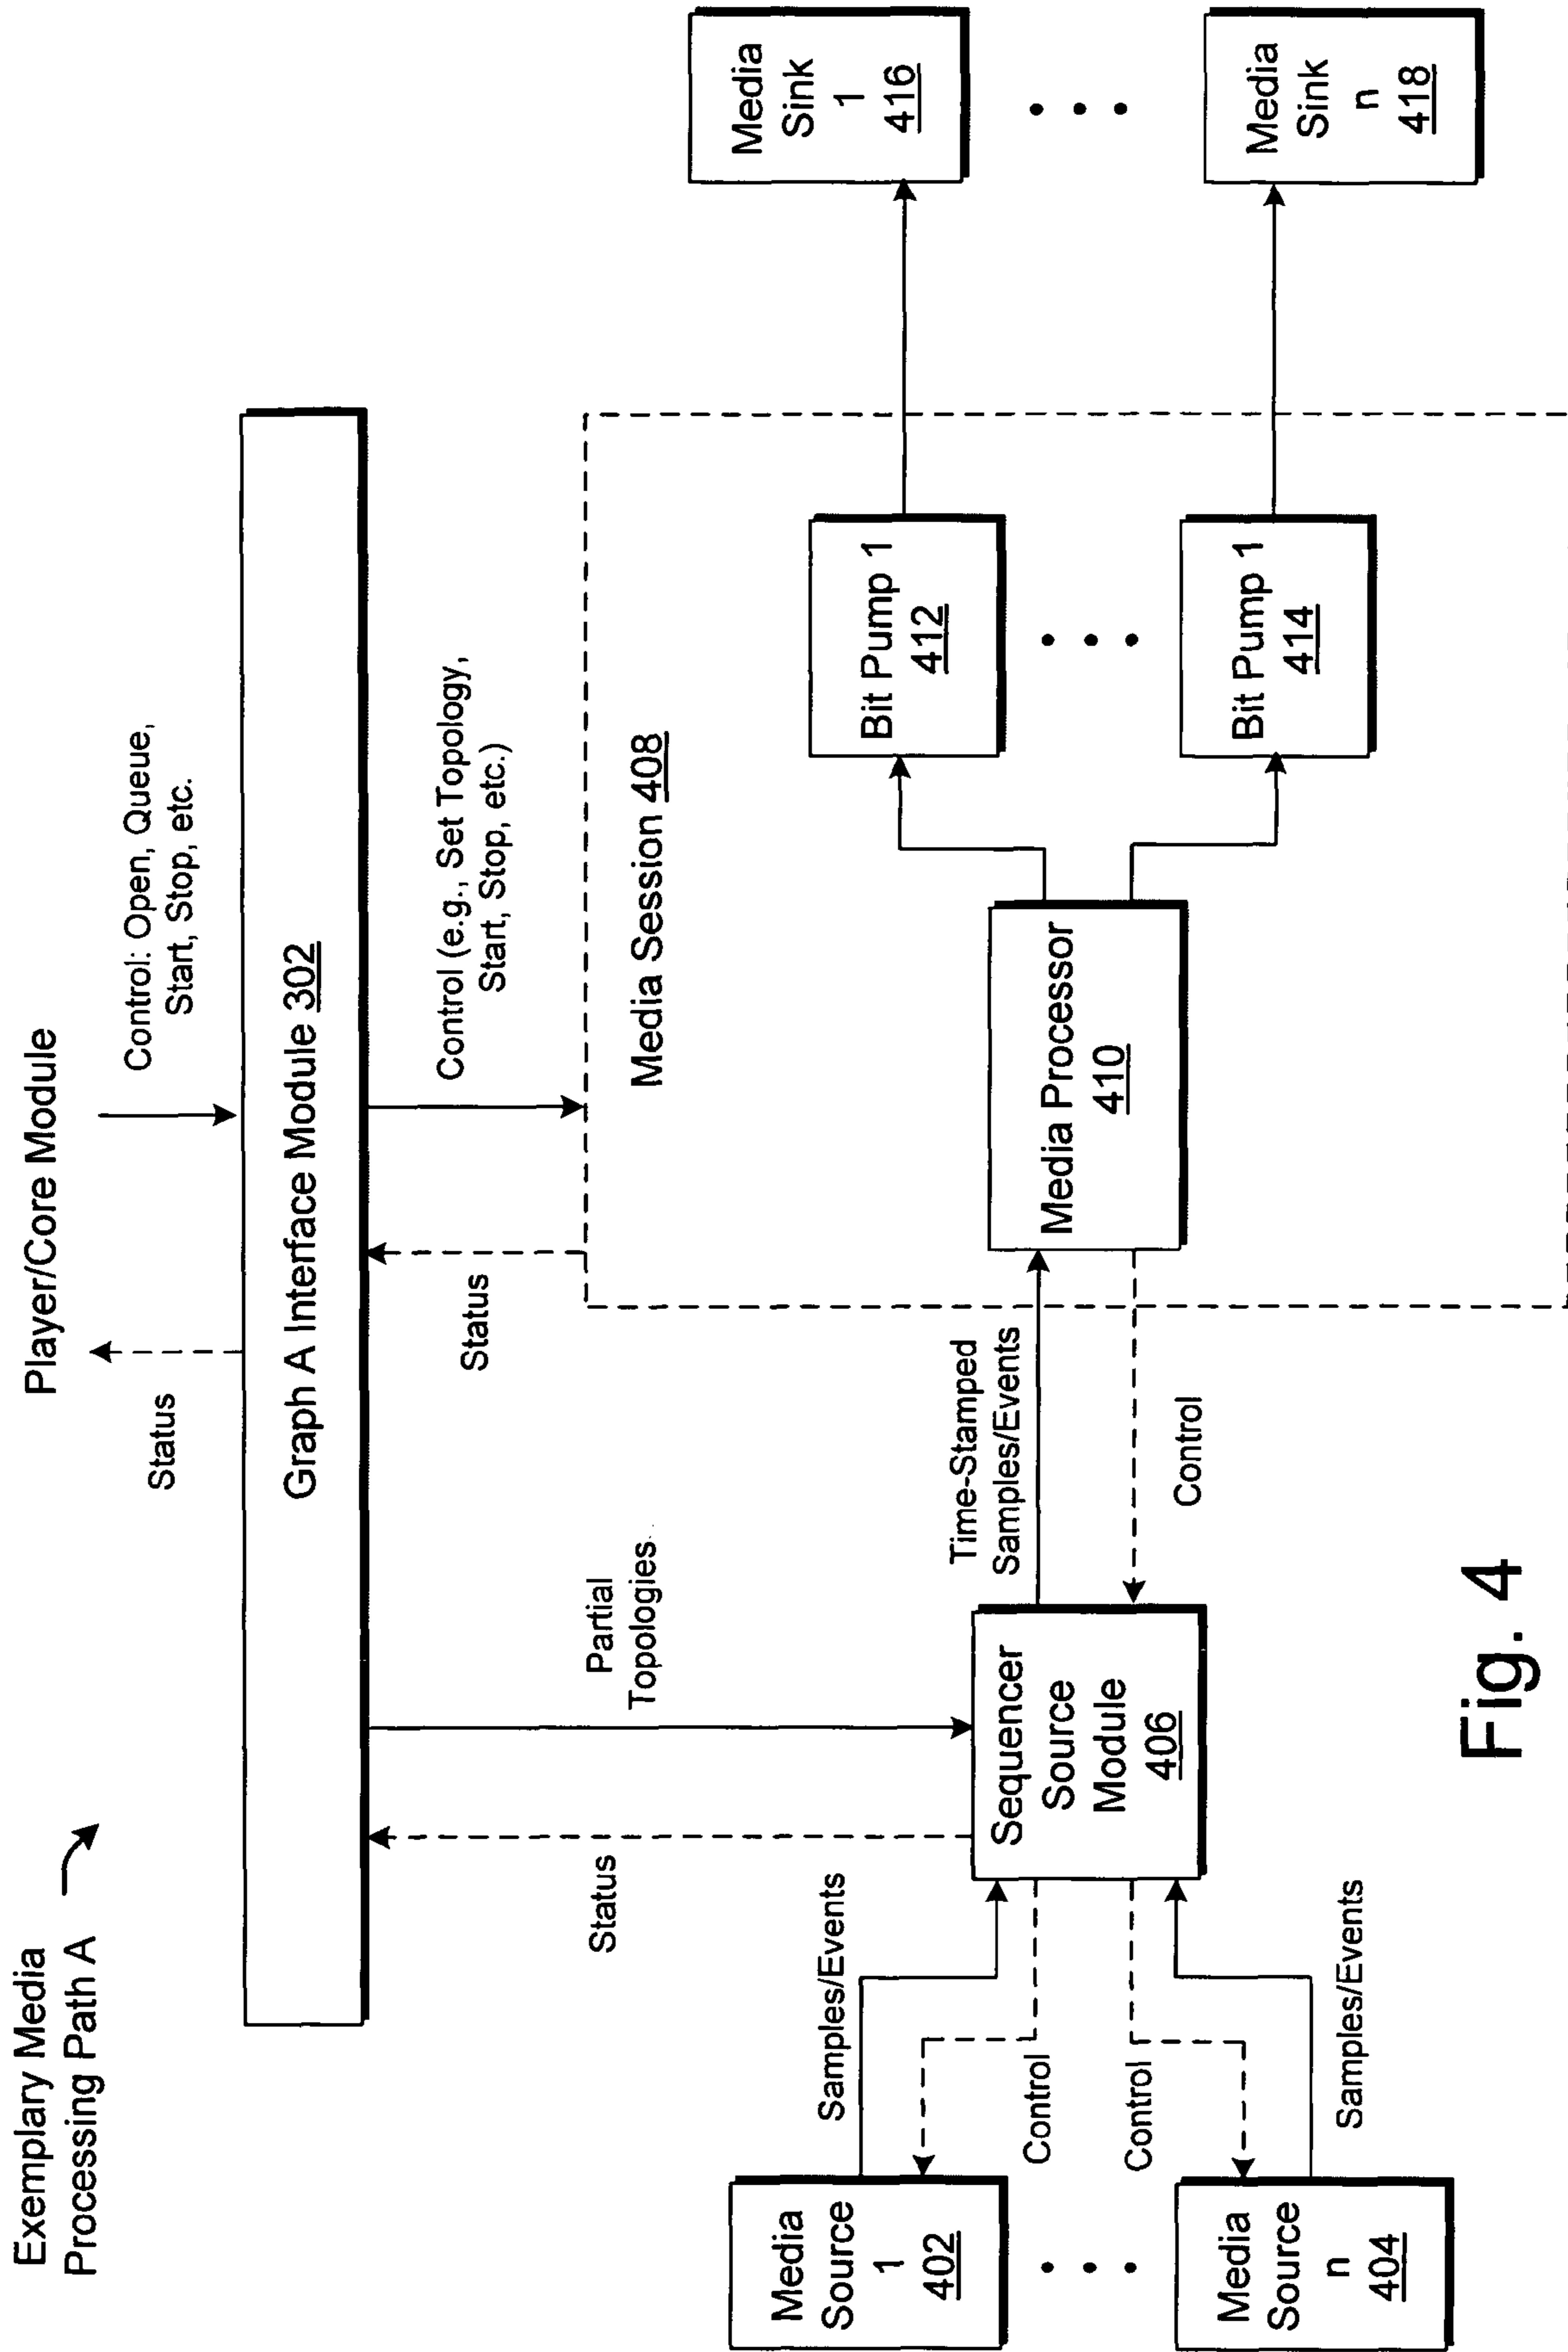 Exemplary Media
Processing Path A
Player/Core Module
Status
Control: Open, Queue,
Start, Stop, etc.
Graph A Interface Module 302
Status
Partial
Topologies
Status
Control (e.g., Set Topology,
Start, Stop, etc.)
Media Session 408
Media
Source
1
402
Media
Source
n
404
Samples/Events
Control
Control
Samples/Events
Sequencer
Source
Module
406
Time-Stamped
Samples/Events
Control
Media Processor
410
Bit Pump 1
412
Bit Pump 1
414
Media
Sink
1
416
Media
Sink
n
418
Fig. 4